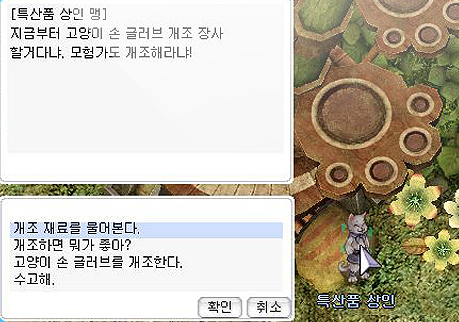 [특산품 상인 맹]
지금부터 고양이 손 글러브 개조 장사
할거다냐. 모험가도 개조해라냐!
개조 재료를 물어본다.
개조하면 뭐가 좋아?
고양이 손 글러브를 개조한다.
수고해.
확인
취소
특산품 상인